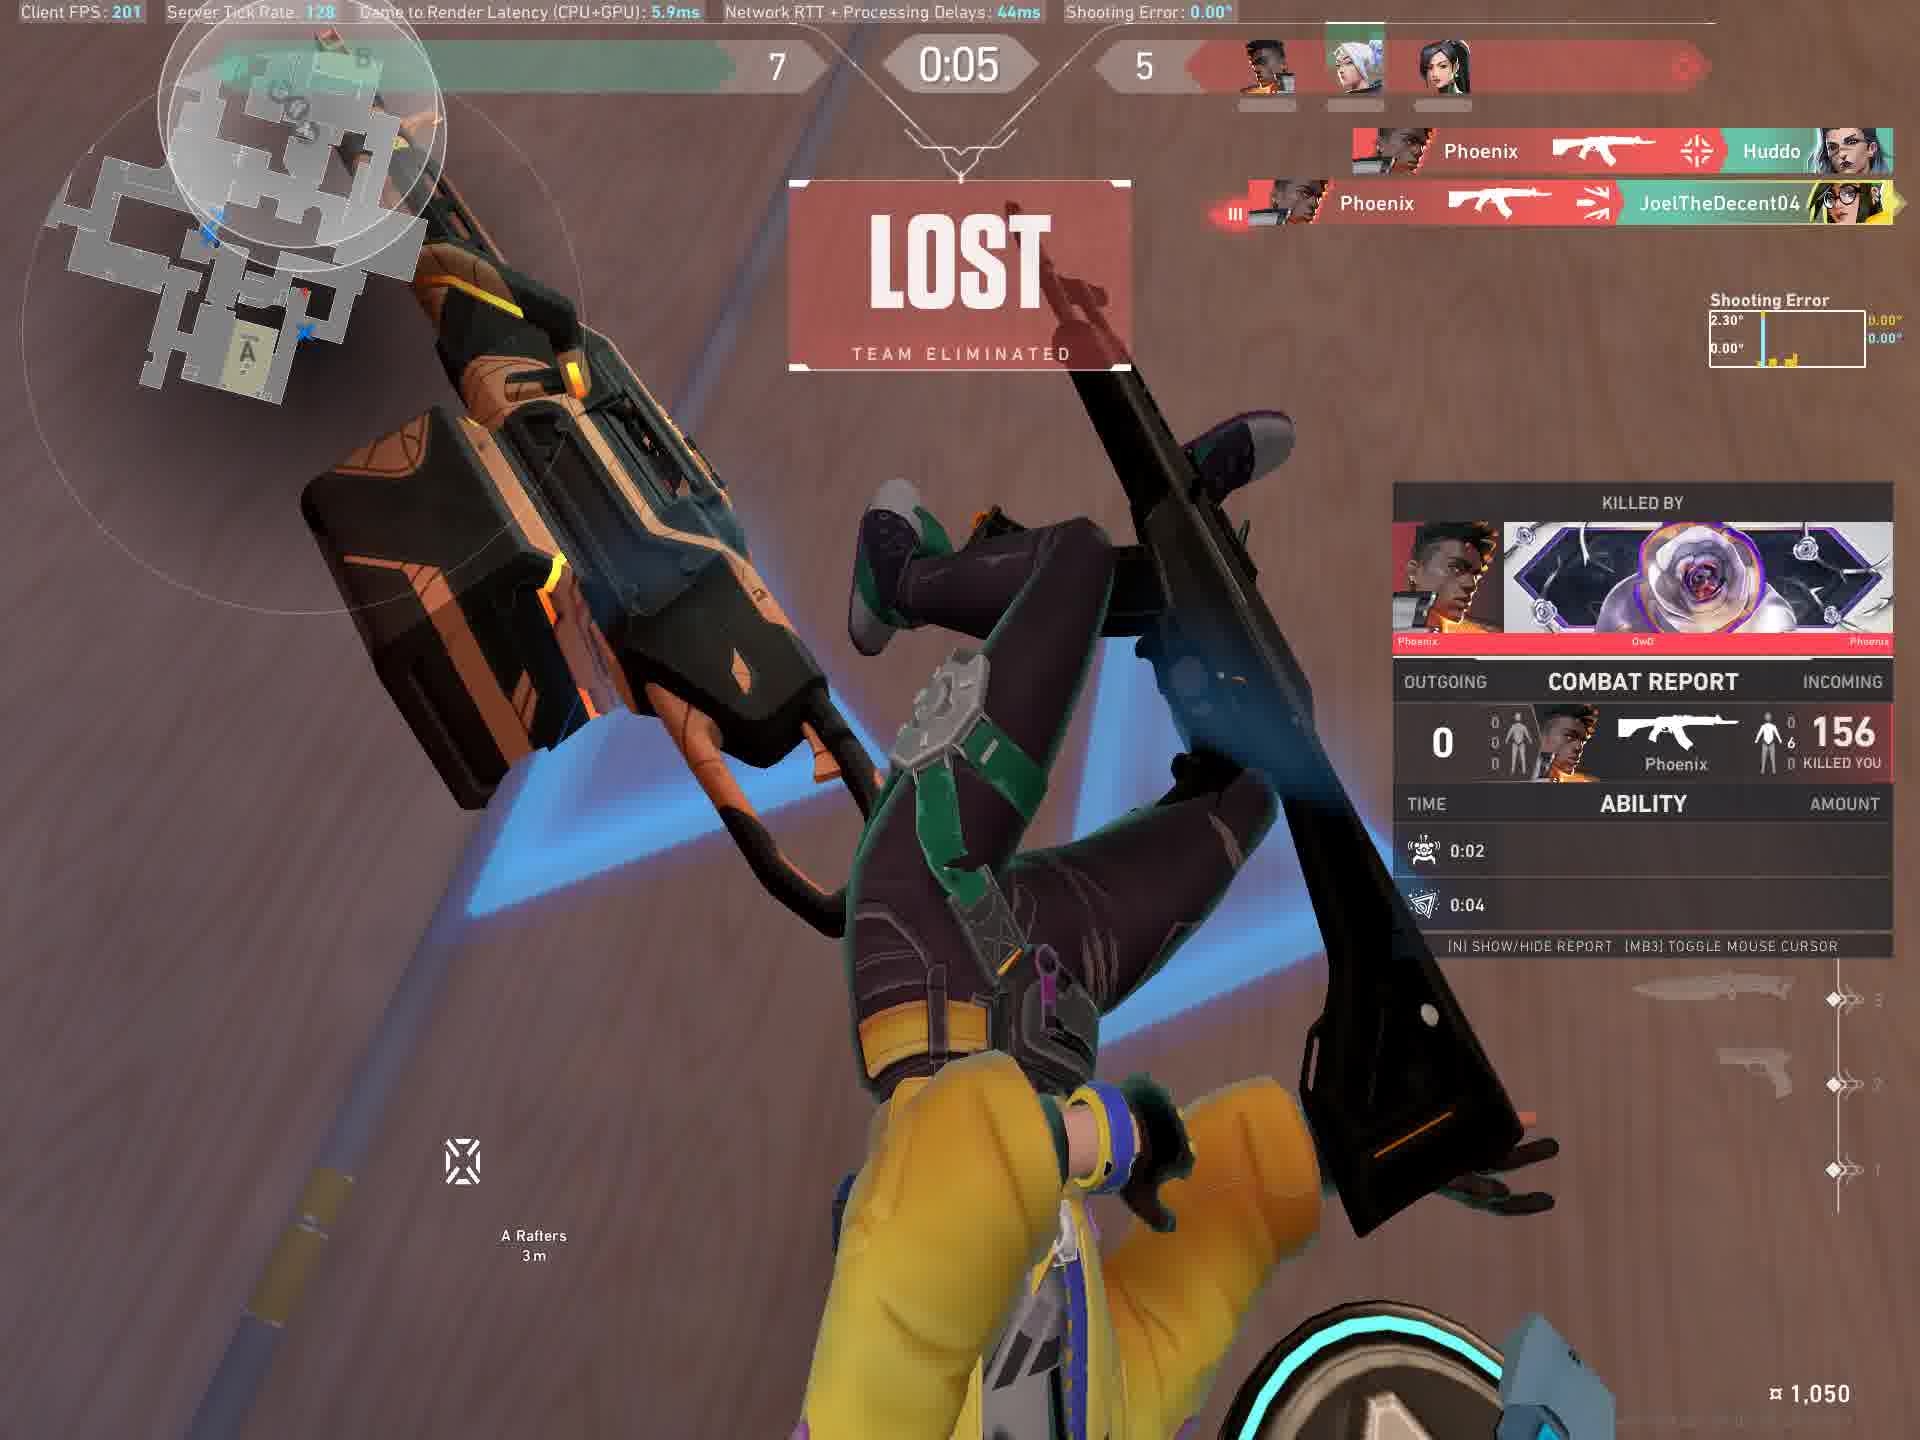 Client FPS: 201 Server Tick Rate: 128 Game to Render Latency (CPU+GPU): 5.9ms Network RTT + Processing Delays: 44ms Shooting Error: 0.00°
7 0:05 5
B
Phoenix Huddo
III Phoenix JoelTheDecent04
LOST
TEAM ELIMINATED
Shooting Error
2.30° 0.00°
0.00° 0.00°
A
KILLED BY
Phoenix OwO Phoenix
OUTGOING COMBAT REPORT INCOMING
0 0 0 0 Phoenix 0 6 0 156
KILLED YOU
TIME ABILITY AMOUNT
0:02
0:04
[N] SHOW/HIDE REPORT [MB3] TOGGLE MOUSE CURSOR
3
2
1
A Rafters
3 m
¤ 1,050